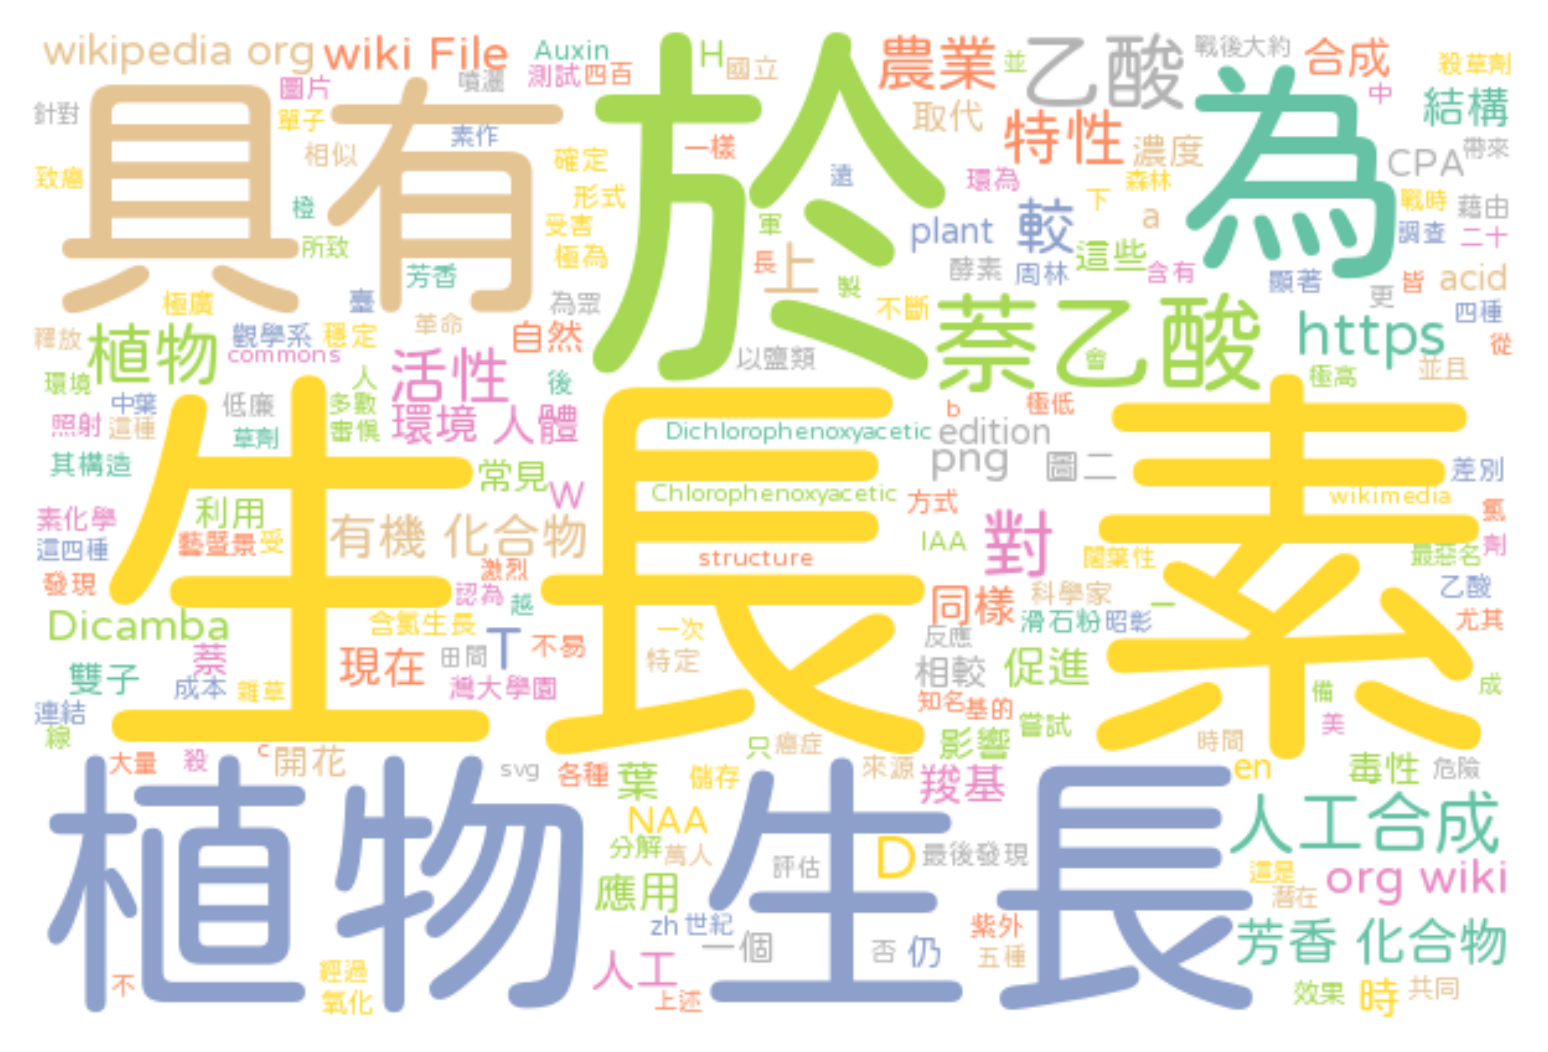 wikipedia org
wiki File
Auxin
H
國立
農業
並
乙酸
戰後大約
合成
殺草劑
圖片
噴灑
測試
四百
具有
於
為
中
結構
針對
單子
素作
相似
確定
一樣
取代
特性
濃度
CPA
帶來
致癌
形式
遠
環為
森林
橙
受害
軍
plant
較
下
a
戰時
藉由
所致
極為
長
上
酵素
周林
這些
含有
調查
二十
芳香
製
顯著
更
皆
acid
極廣
臺
為眾
不斷
萘乙酸
四種
釋放
植物
觀學系
穩定
革命
自然
https
從
commons
活性
以鹽類
會
極高
並且
環境
人
後
中葉
低廉
多數
b
極低
照射
這種
草劑
審慎
環境
人體
Dichlorophenoxyacetic
edition
其構造
生長素
常見
png
圖二
差別
W
Chlorophenoxyacetic
方式
wikimedia
素化學
利用
有機 化合物
IAA
對
氯
這四種
藝暨景
受
structure
闊葉性
最惡名
劑
發現
激烈
認為
越
同樣
科學家
一
乙酸
Dicamba
含氯生長
T
不易
一次
反應
滑石粉
昭彰
尤其
萘
現在
田間
特定
雙子
成本
雜草
灣大學園
相較
促進
備
成
連結
知名
基的
嘗試
美
線
大量
殺
c
開花
svg
各種
葉
儲存
只
癌症
來源
影響
羧基
時間
en
毒性
危險
植物
生長
NAA
分解
萬人
評估
D
最後發現
人工合成
應用
這是
org wiki
潛在
zh
世紀
一個
否
仍
紫外
五種
芳香 化合物
不
經過
氧化
人工
上述
效果
時
共同